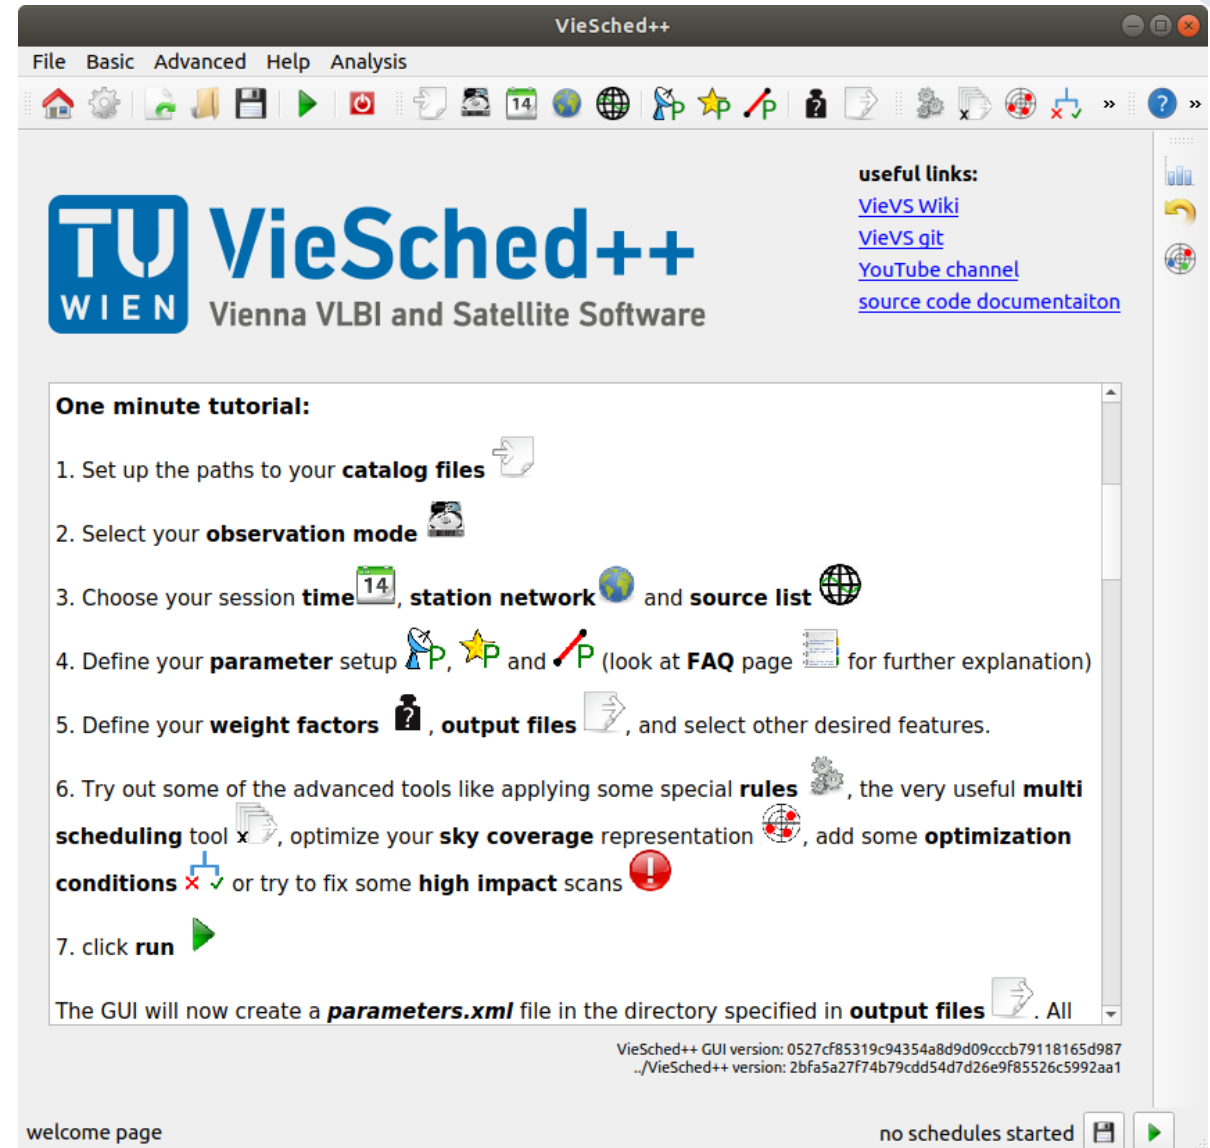 VieSched++
File Basic Advanced Help Analysis
14 P P P ? x » ? »
useful links:
VieVS Wiki
VieVS git
YouTube channel
source code documentaiton
TU
WIEN
VieSched++
Vienna VLBI and Satellite Software
One minute tutorial:
1. Set up the paths to your catalog files
2. Select your observation mode
3. Choose your session time 14, station network and source list
4. Define your parameter setup P, P and P (look at FAQ page for further explanation)
5. Define your weight factors ?, output files , and select other desired features.
6. Try out some of the advanced tools like applying some special rules , the very useful multi
scheduling tool x, optimize your sky coverage representation , add some optimization
conditions or try to fix some high impact scans !
7. click run
The GUI will now create a parameters.xml file in the directory specified in output files . All
VieSched++ GUI version: 0527cf85319c94354a8d9d09cccb79118165d987
../VieSched++ version: 2bfa5a27f74b79cdd54d7d26e9f85526c5992aa1
welcome page
no schedules started